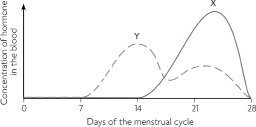 Concentration of hormone
in the blood
X
Y
0 7 14 21 28
Days of the menstrual cycle